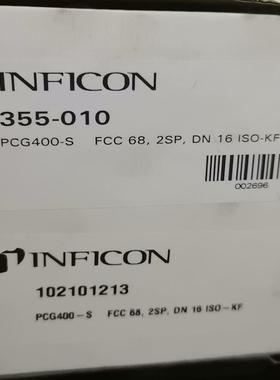 INFICON
355-010
PCG400-S FCC 68, 2SP, DN 16 ISO-KF
002696
INFICON
102101213
PCG400-S FCC 68, 2SP, DN 16 ISO-KF